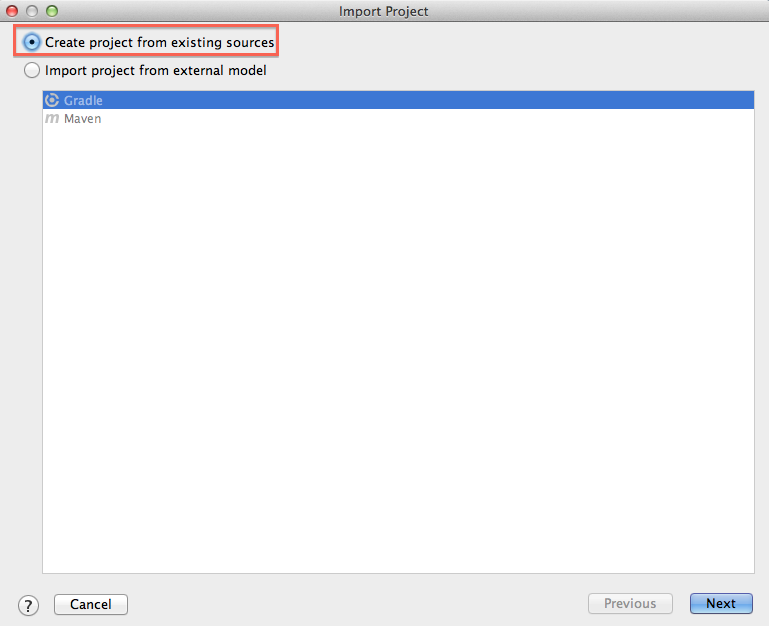 Import Project
Create project from existing sources
Import project from external model
Gradle
m Maven
? Cancel Previous Next